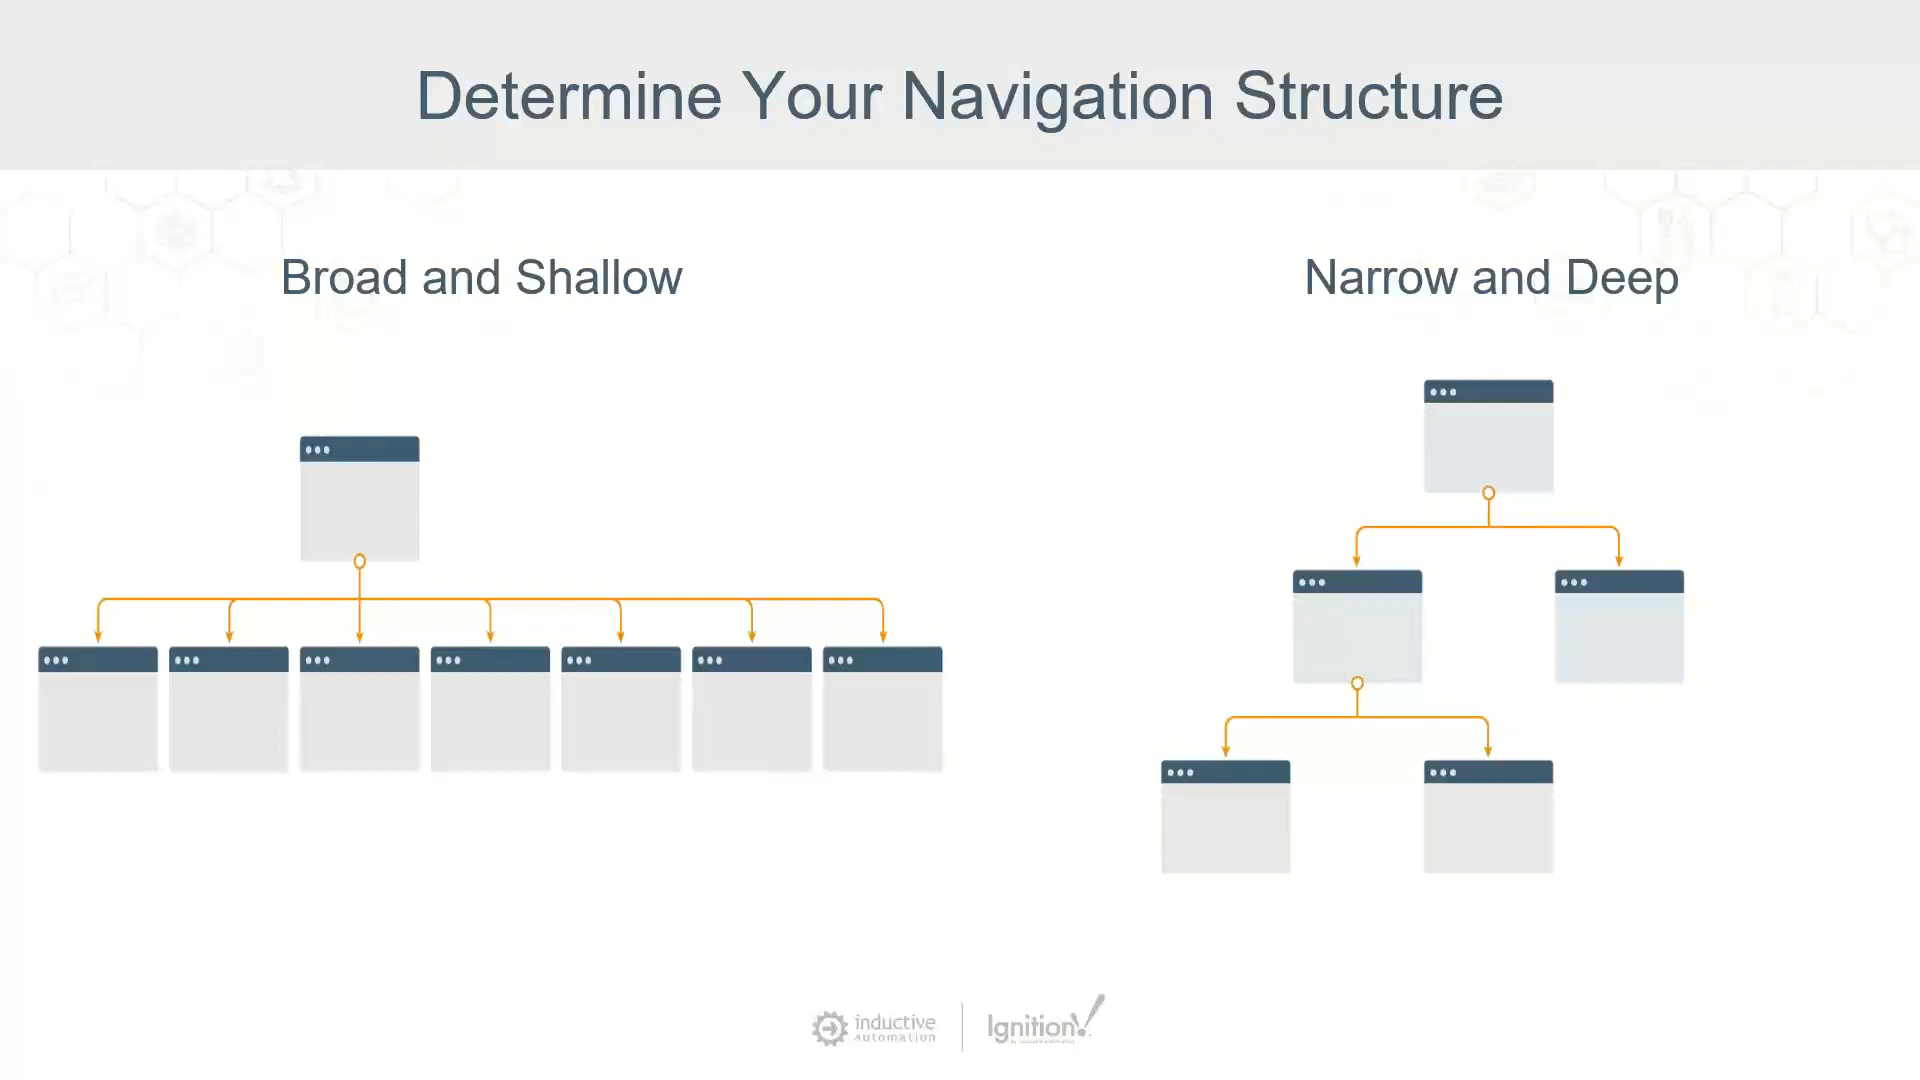 Determine Your Navigation Structure
Broad and Shallow
Narrow and Deep
inductive
automation
Ignition!